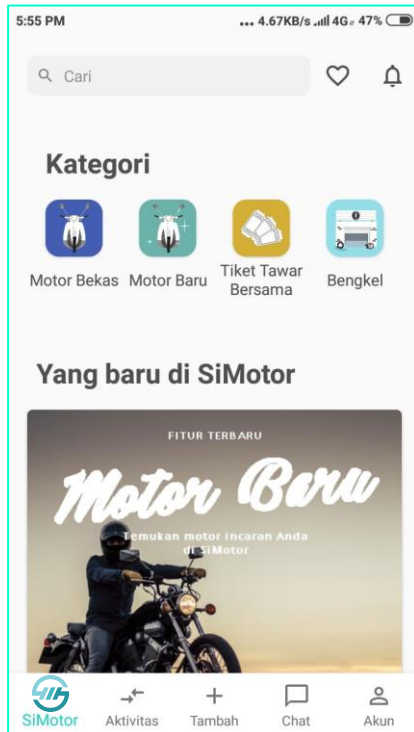 5:55 PM ... 4.67KB/s 4G 47%
Cari
Kategori
Motor Bekas
Motor Baru
Tiket Tawar
Bersama
Bengkel
Yang baru di SiMotor
FITUR TERBARU
Motor Baru
Temukan motor incaran Anda
di SiMotor
SiMotor
Aktivitas
Tambah
Chat
Akun